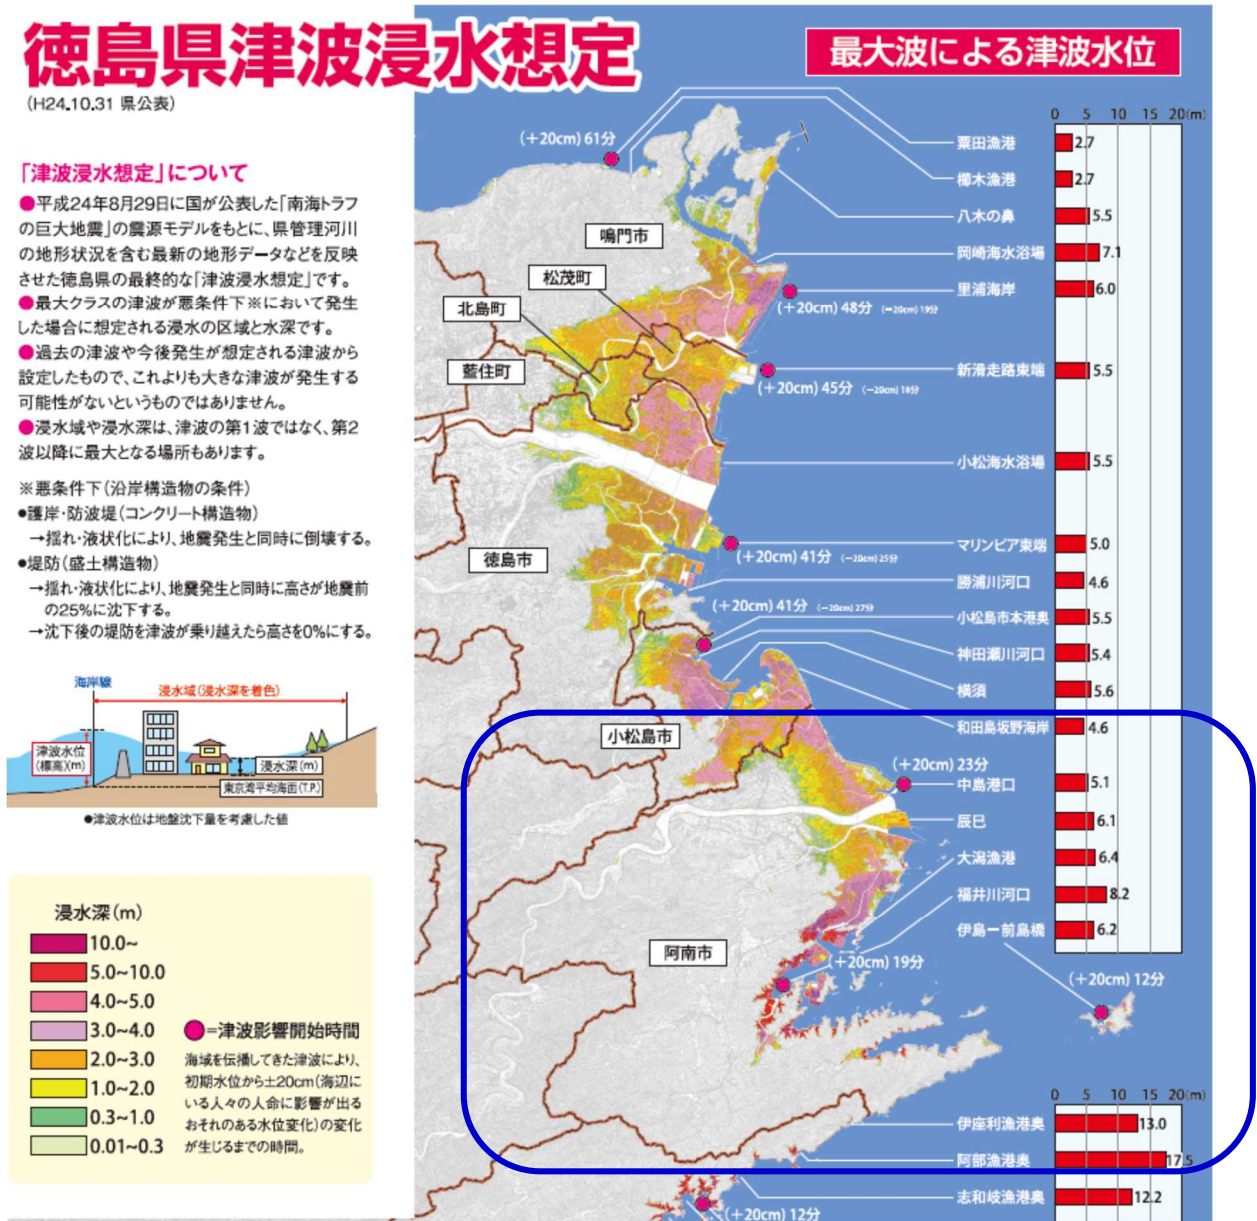 徳島県津波浸水想定
(H24.10.31 県公表)
「津波浸水想定」について
●平成24年8月29日に国が公表した「南海トラフ
の巨大地震」の震源モデルをもとに、県管理河川
の地形状況を含む最新の地形データなどを反映
させた徳島県の最終的な「津波浸水想定」です。
●最大クラスの津波が悪条件下※において発生
した場合に想定される浸水の区域と水深です。
●過去の津波や今後発生が想定される津波から
設定したもので、これよりも大きな津波が発生する
可能性がないというものではありません。
●浸水域や浸水深は、津波の第1波ではなく、第2
波以降に最大となる場所もあります。
※悪条件下(沿岸構造物の条件)
●護岸・防波堤(コンクリート構造物)
→揺れ・液状化により、地震発生と同時に倒壊する。
●堤防(盛土構造物)
→揺れ・液状化により、地震発生と同時に高さが地震前
の25%に沈下する。
→沈下後の堤防を津波が乗り越えたら高さを0%にする。
海岸線
浸水域(浸水深を着色)
津波水位
(標高)(m)
浸水深(m)
東京湾平均海面(T.P.)
●津波水位は地盤沈下量を考慮した値
浸水深(m)
10.0~
5.0~10.0
4.0~5.0
3.0~4.0
2.0~3.0
1.0~2.0
0.3~1.0
0.01~0.3
●=津波影響開始時間
海域を伝播してきた津波により、
初期水位から±20cm(海辺に
いる人々の人命に影響が出る
おそれのある水位変化)の変化
が生じるまでの時間。
最大波による津波水位
0 5 10 15 20(m)
(+20cm) 61分
粟田漁港 2.7
櫛木漁港 2.7
八木の鼻 5.5
鳴門市
岡崎海水浴場 7.1
松茂町
里浦海岸 6.0
(+20cm) 48分 (-20cm) 19分
北島町
藍住町
新滑走路東端 5.5
(+20cm) 45分 (-20cm) 18分
小松海水浴場 5.5
徳島市
マリンピア東端 5.0
(+20cm) 41分 (-20cm) 25分
勝浦川河口 4.6
(+20cm) 41分 (-20cm) 27分
小松島市本港奥 5.5
神田瀬川河口 5.4
横須 5.6
和田島坂野海岸 4.6
小松島市
(+20cm) 23分
中島港口 5.1
辰巳 6.1
大潟漁港 6.4
福井川河口 8.2
伊島ー前島橋 6.2
阿南市
(+20cm) 19分
(+20cm) 12分
0 5 10 15 20(m)
伊座利漁港奥 13.0
阿部漁港奥 17.5
志和岐漁港奥 12.2
(+20cm) 12分